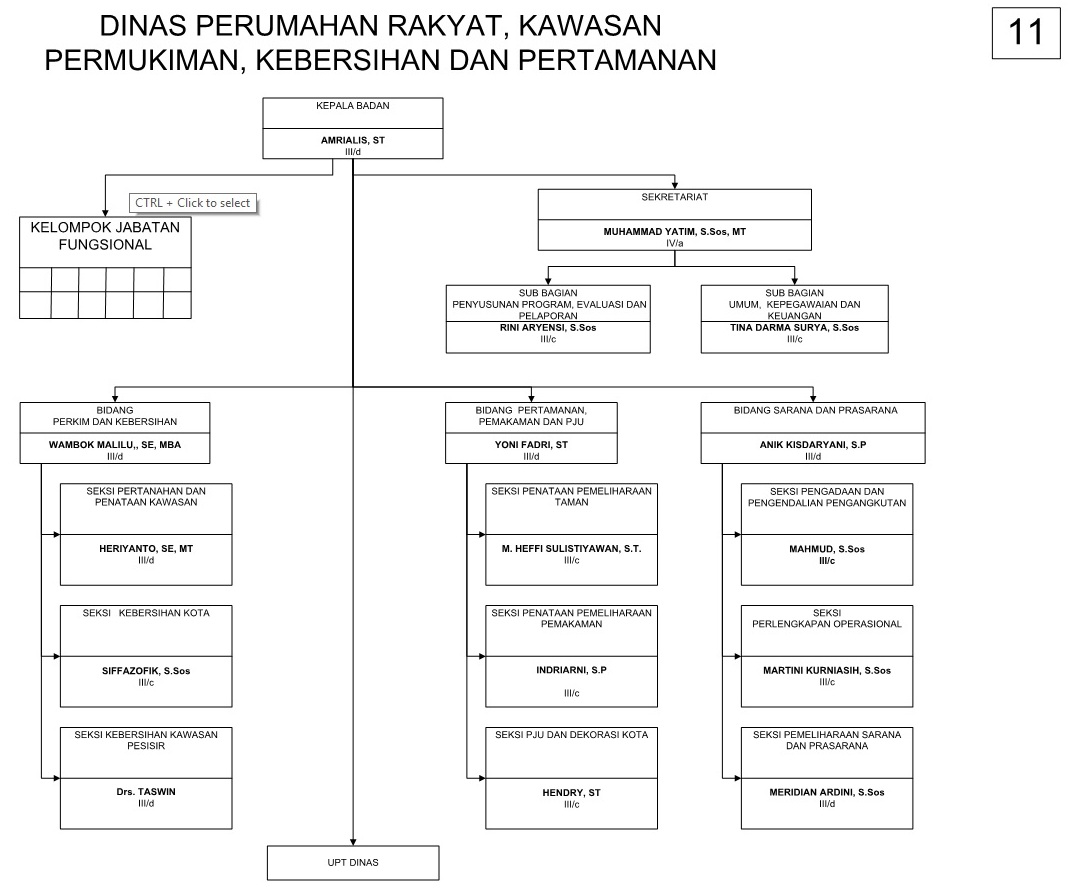 DINAS PERUMAHAN RAKYAT, KAWASAN
PERMUKIMAN, KEBERSIHAN DAN PERTAMANAN
11
KEPALA BADAN
AMRIALIS, ST
III/d
CTRL + Click to select
KELOMPOK JABATAN
FUNGSIONAL
SEKRETARIAT
MUHAMMAD YATIM, S.Sos, MT
IV/a
SUB BAGIAN
PENYUSUNAN PROGRAM, EVALUASI DAN
PELAPORAN
RINI ARYENSI, S.Sos
III/c
SUB BAGIAN
UMUM, KEPEGAWAIAN DAN
KEUANGAN
TINA DARMA SURYA, S.Sos
III/c
BIDANG
PERKIM DAN KEBERSIHAN
WAMBOK MALILU,, SE, MBA
III/d
SEKSI PERTANAHAN DAN
PENATAAN KAWASAN
HERIYANTO, SE, MT
III/d
SEKSI KEBERSIHAN KOTA
SIFFAZOFIK, S.Sos
III/c
SEKSI KEBERSIHAN KAWASAN
PESISIR
Drs. TASWIN
III/d
BIDANG PERTAMANAN,
PEMAKAMAN DAN PJU
YONI FADRI, ST
III/d
SEKSI PENATAAN PEMELIHARAAN
TAMAN
M. HEFFI SULISTIYAWAN, S.T.
III/c
SEKSI PENATAAN PEMELIHARAAN
PEMAKAMAN
INDRIARNI, S.P
III/c
SEKSI PJU DAN DEKORASI KOTA
HENDRY, ST
III/c
BIDANG SARANA DAN PRASARANA
ANIK KISDARYANI, S.P
III/d
SEKSI PENGADAAN DAN
PENGENDALIAN PENGANGKUTAN
MAHMUD, S.Sos
III/c
SEKSI
PERLENGKAPAN OPERASIONAL
MARTINI KURNIASIH, S.Sos
III/c
SEKSI PEMELIHARAAN SARANA
DAN PRASARANA
MERIDIAN ARDINI, S.Sos
III/d
UPT DINAS